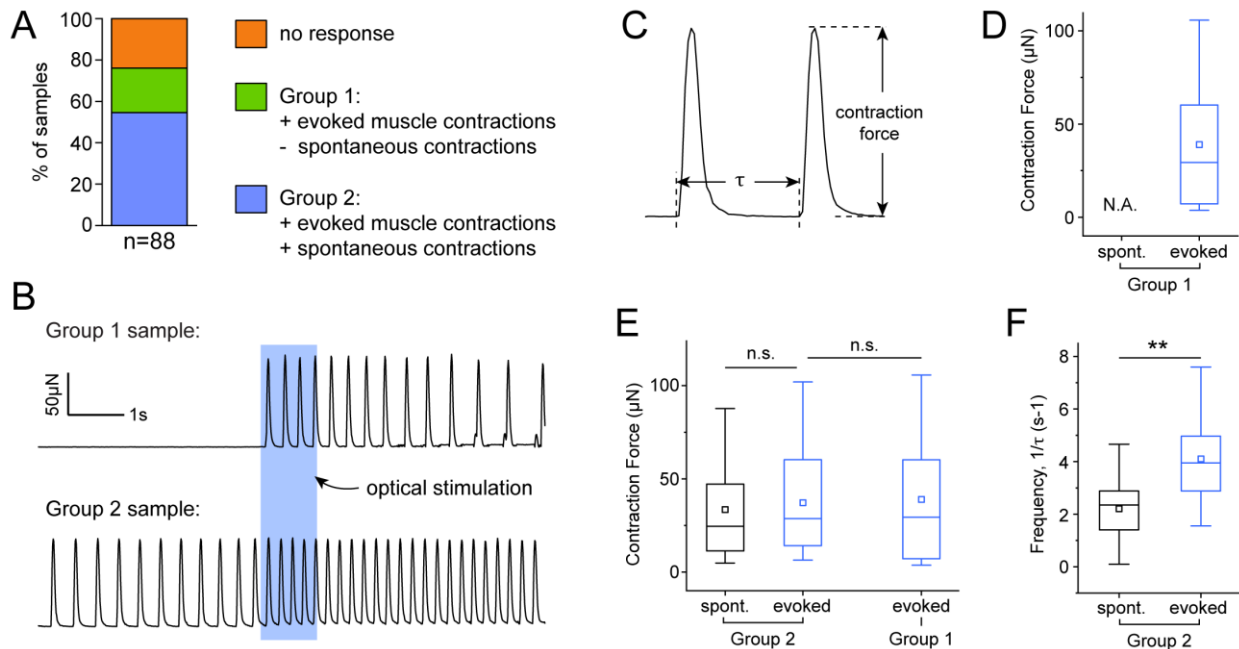 A
100
80
60
40
20
0
% of samples
n=88
no response
Group 1:
+ evoked muscle contractions
- spontaneous contractions
Group 2:
+ evoked muscle contractions
+ spontaneous contractions
B
Group 1 sample:
50µN
1s
optical stimulation
Group 2 sample:
C
τ
contraction
force
D
Contraction Force (µN)
100
50
0
N.A.
spont.
evoked
Group 1
E
Contraction Force (µN)
100
50
0
n.s.
n.s.
spont.
evoked
evoked
Group 2
Group 1
F
Frequency, 1/τ (s-1)
8
6
4
2
0
**
spont.
evoked
Group 2